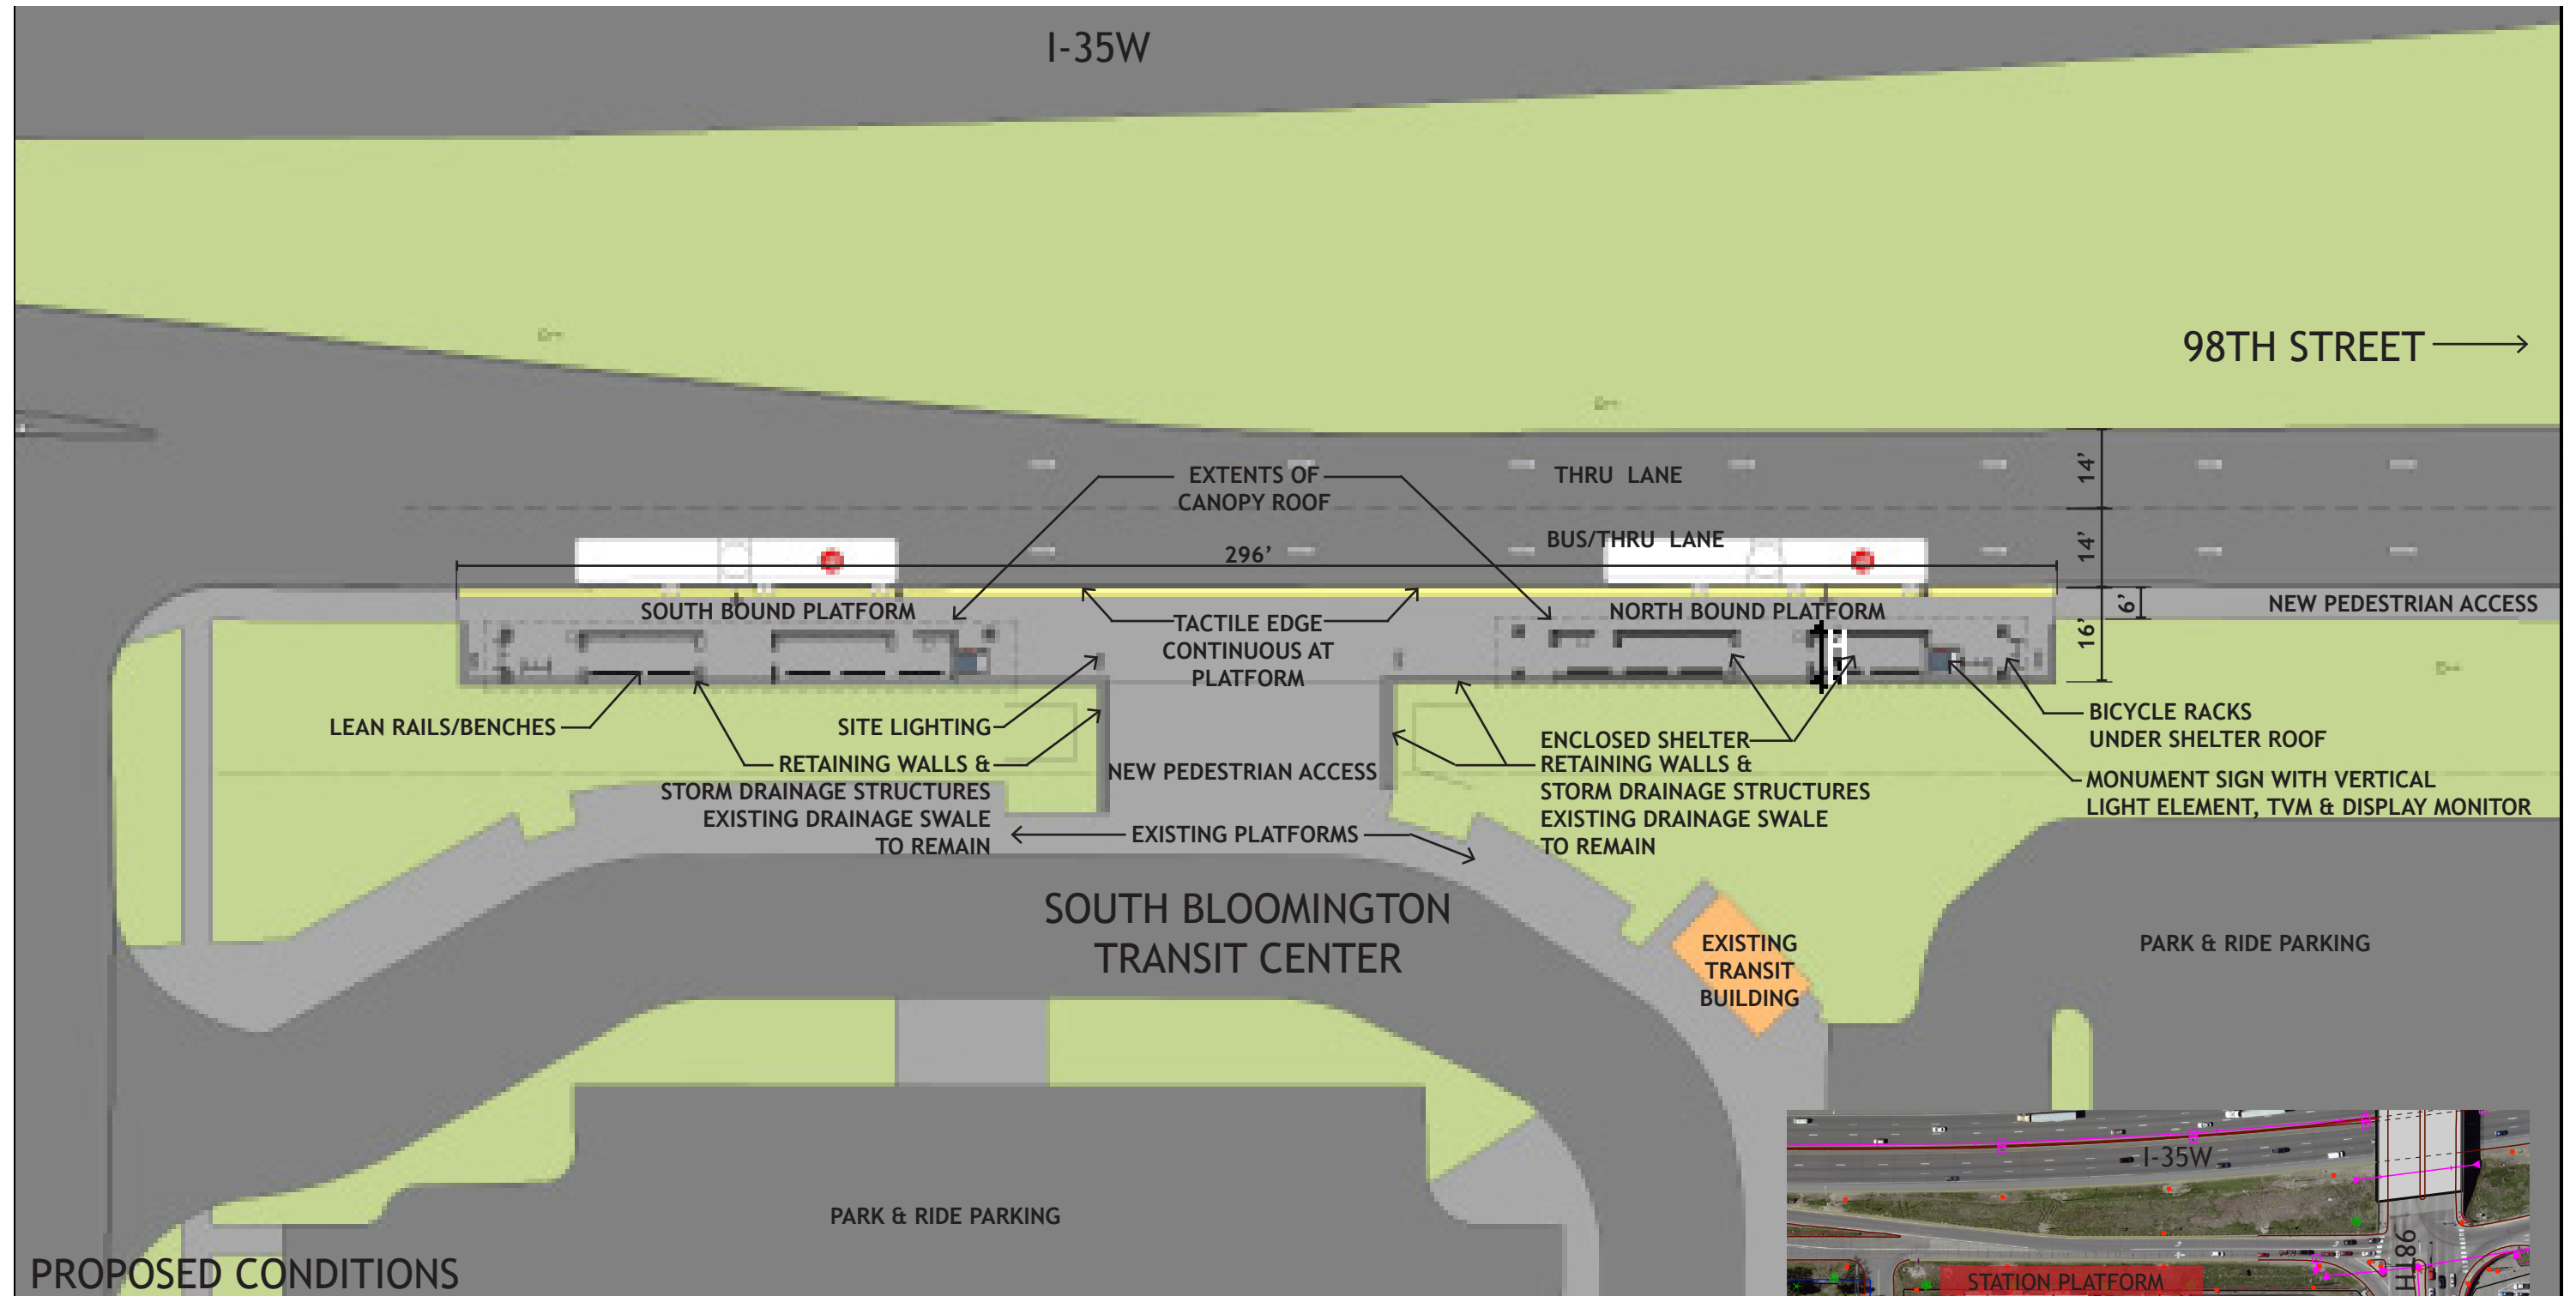 I-35W
98TH STREET
14'
EXTENTS OF
CANOPY ROOF
THRU LANE
BUS/THRU LANE
14'
296'
SOUTH BOUND PLATFORM
NORTH BOUND PLATFORM
6'
NEW PEDESTRIAN ACCESS
16'
TACTILE EDGE
CONTINUOUS AT
PLATFORM
LEAN RAILS/BENCHES
SITE LIGHTING
RETAINING WALLS &
STORM DRAINAGE STRUCTURES
EXISTING DRAINAGE SWALE
TO REMAIN
NEW PEDESTRIAN ACCESS
EXISTING PLATFORMS
ENCLOSED SHELTER
RETAINING WALLS &
STORM DRAINAGE STRUCTURES
EXISTING DRAINAGE SWALE
TO REMAIN
BICYCLE RACKS
UNDER SHELTER ROOF
MONUMENT SIGN WITH VERTICAL
LIGHT ELEMENT, TVM & DISPLAY MONITOR
SOUTH BLOOMINGTON
TRANSIT CENTER
EXISTING
TRANSIT
BUILDING
PARK & RIDE PARKING
PARK & RIDE PARKING
PROPOSED CONDITIONS
I-35W
98TH
STATION PLATFORM